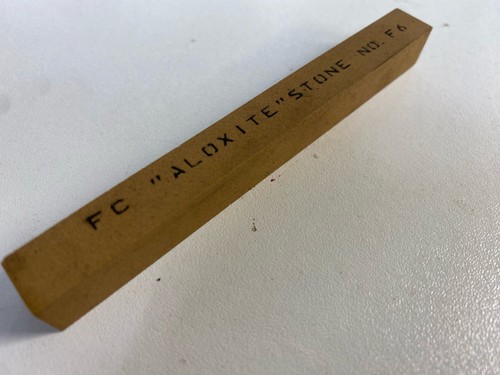 FC "ALOXITE" STONE NO. F6